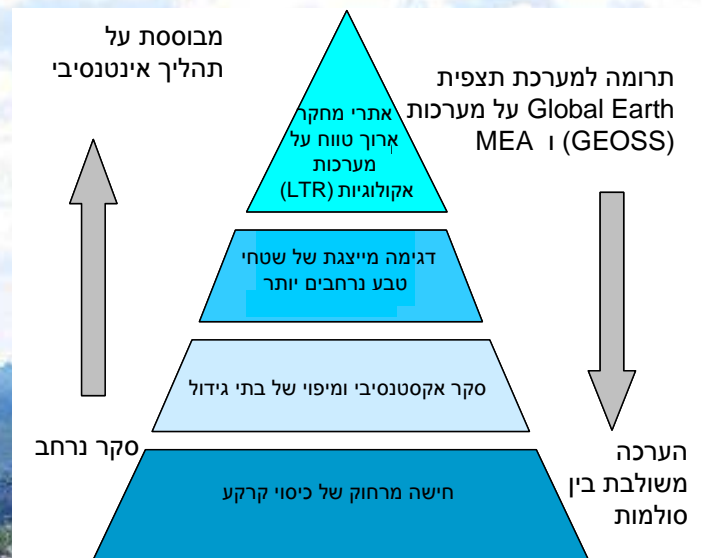 מבוססת על
תהליך אינטנסיבי
תרומה למערכת תצפית
Global Earth על מערכות
(GEOSS) ו MEA
אתרי מחקר
ארוך טווח על
מערכות
אקולוגיות (LTR)
דגימה מייצגת של שטחי
טבע נרחבים יותר
סקר אקסטנסיבי ומיפוי של בתי גידול
סקר נרחב
הערכה
משולבת בין
סולמות
חישה מרחוק של כיסוי קרקע